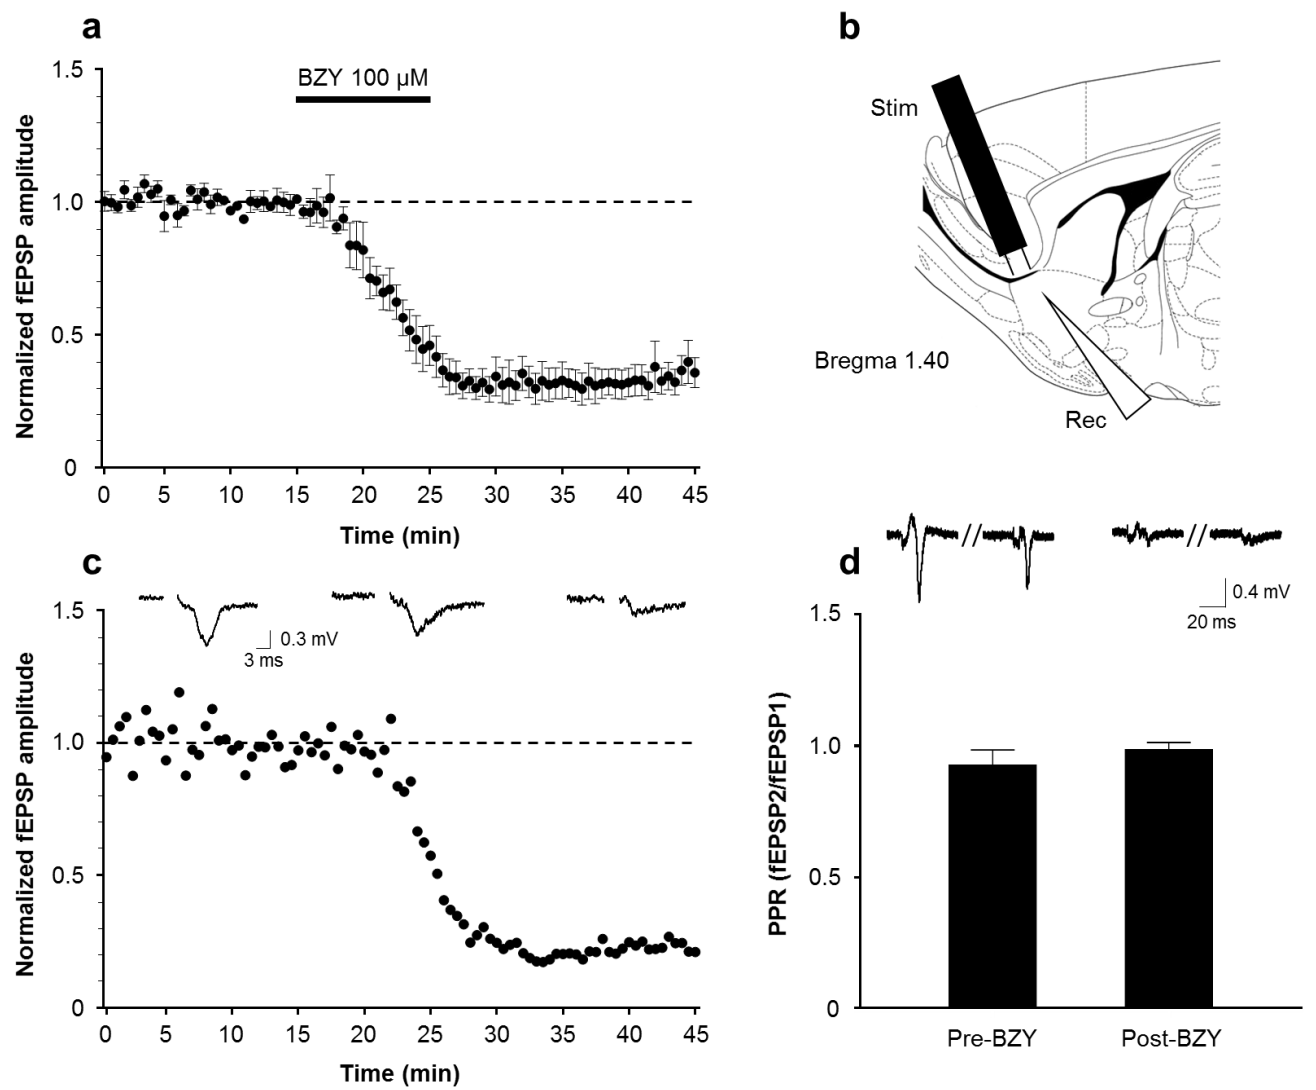 a
1.5
1.0
0.5
0
BZY 100 µM
Normalized fEPSP amplitude
0 5 10 15 20 25 30 35 40 45
Time (min)
b
Stim
Bregma 1.40
Rec
c
1.5
1.0
0.5
0
0.3 mV
3 ms
Normalized fEPSP amplitude
0 5 10 15 20 25 30 35 40 45
Time (min)
d
//
//
0.4 mV
20 ms
1.5
1.0
0.5
0
PPR (fEPSP2/fEPSP1)
Pre-BZY Post-BZY